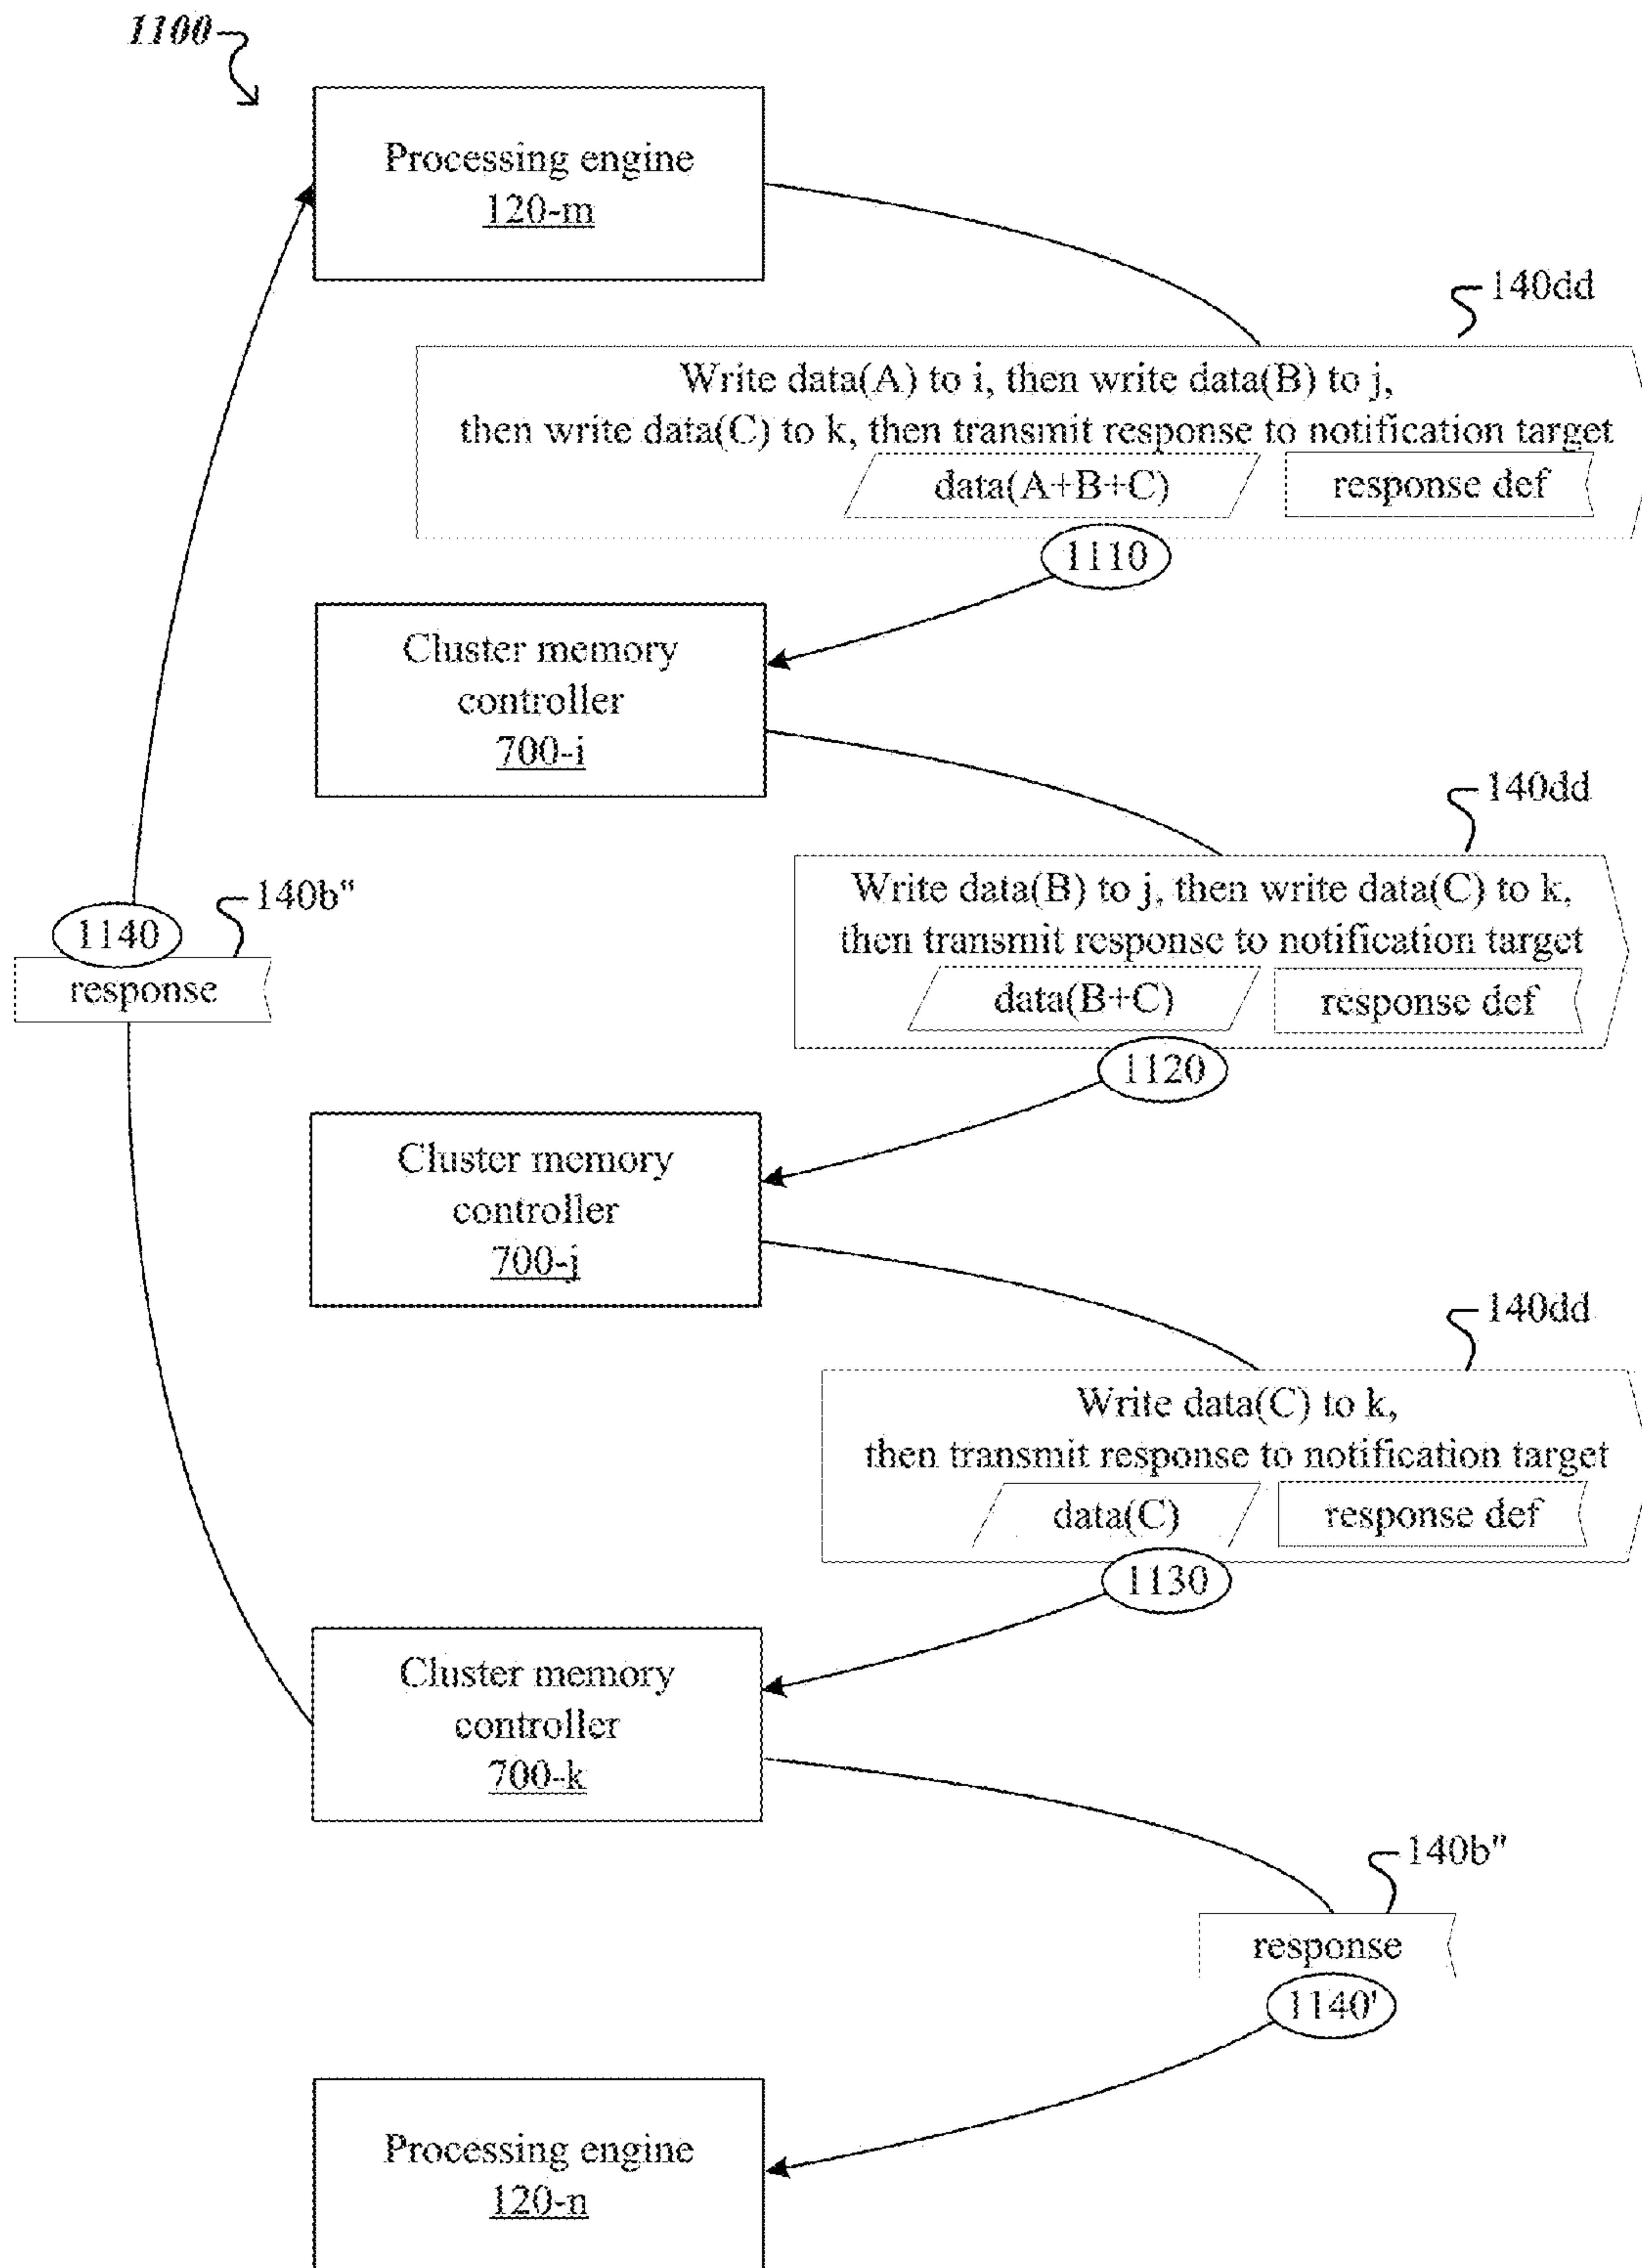 1100
Processing engine
120-m
140dd
Write data(A) to i, then write data(B) to j,
then write data(C) to k, then transmit response to notification target
data(A+B+C)
response def
1110
Cluster memory
controller
700-i
140dd
Write data(B) to j, then write data(C) to k,
then transmit response to notification target
data(B+C)
response def
1120
140b"
1140
response
Cluster memory
controller
700-j
140dd
Write data(C) to k,
then transmit response to notification target
data(C)
response def
1130
Cluster memory
controller
700-k
140b"
response
1140'
Processing engine
120-n